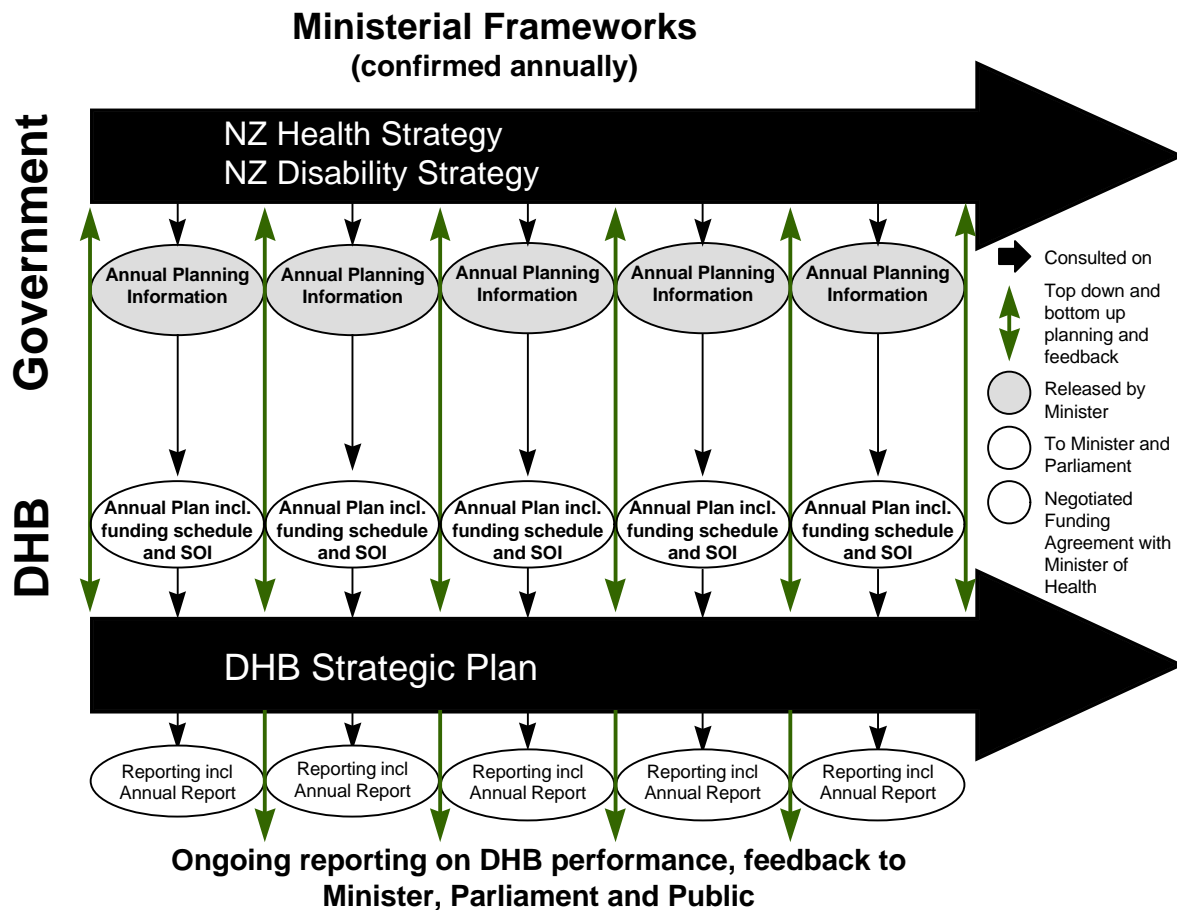 Ministerial Frameworks
(confirmed annually)
Government
DHB
NZ Health Strategy
NZ Disability Strategy
Annual Planning
Information
Annual Planning
Information
Annual Planning
Information
Annual Planning
Information
Annual Planning
Information
Annual Plan incl.
funding schedule
and SOI
Annual Plan incl.
funding schedule
and SOI
Annual Plan incl.
funding schedule
and SOI
Annual Plan incl.
funding schedule
and SOI
Annual Plan incl.
funding schedule
and SOI
DHB Strategic Plan
Reporting incl
Annual Report
Reporting incl
Annual Report
Reporting incl
Annual Report
Reporting incl
Annual Report
Reporting incl
Annual Report
Ongoing reporting on DHB performance, feedback to
Minister, Parliament and Public
Consulted on
Top down and
bottom up
planning and
feedback
Released by
Minister
To Minister and
Parliament
Negotiated
Funding
Agreement with
Minister of
Health